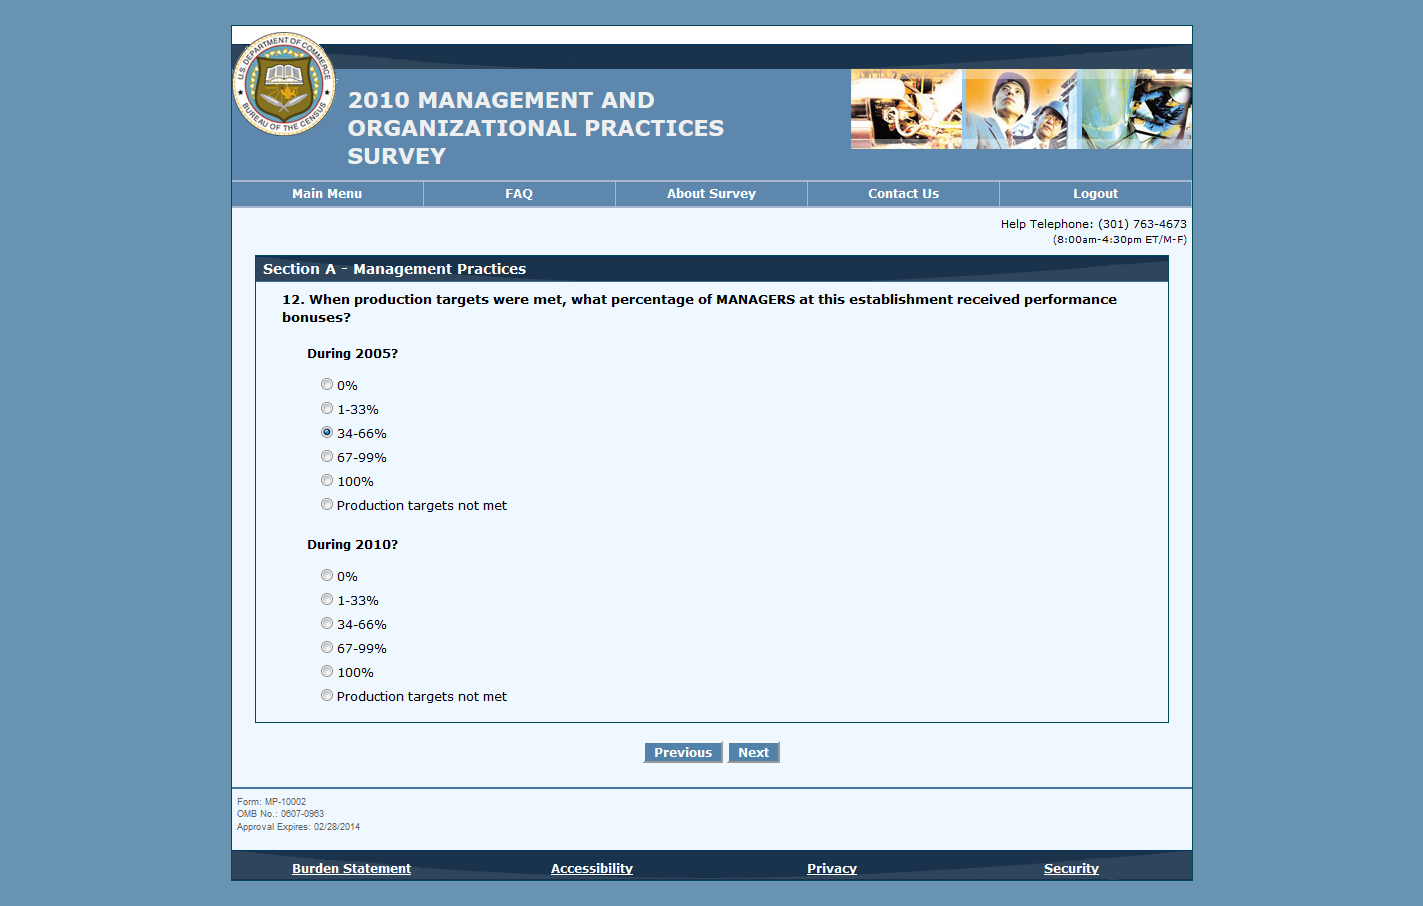 U.S. DEPARTMENT OF COMMERCE
BUREAU OF THE CENSUS
2010 MANAGEMENT AND
ORGANIZATIONAL PRACTICES
SURVEY
Main Menu FAQ About Survey Contact Us Logout
Help Telephone: (301) 763-4673
(8:00am-4:30pm ET/M-F)
Section A - Management Practices
12. When production targets were met, what percentage of MANAGERS at this establishment received performance
bonuses?
During 2005?
0%
1-33%
34-66%
67-99%
100%
Production targets not met
During 2010?
0%
1-33%
34-66%
67-99%
100%
Production targets not met
Previous Next
Form: MP-10002
OMB No.: 0607-0963
Approval Expires: 02/28/2014
Burden Statement Accessibility Privacy Security